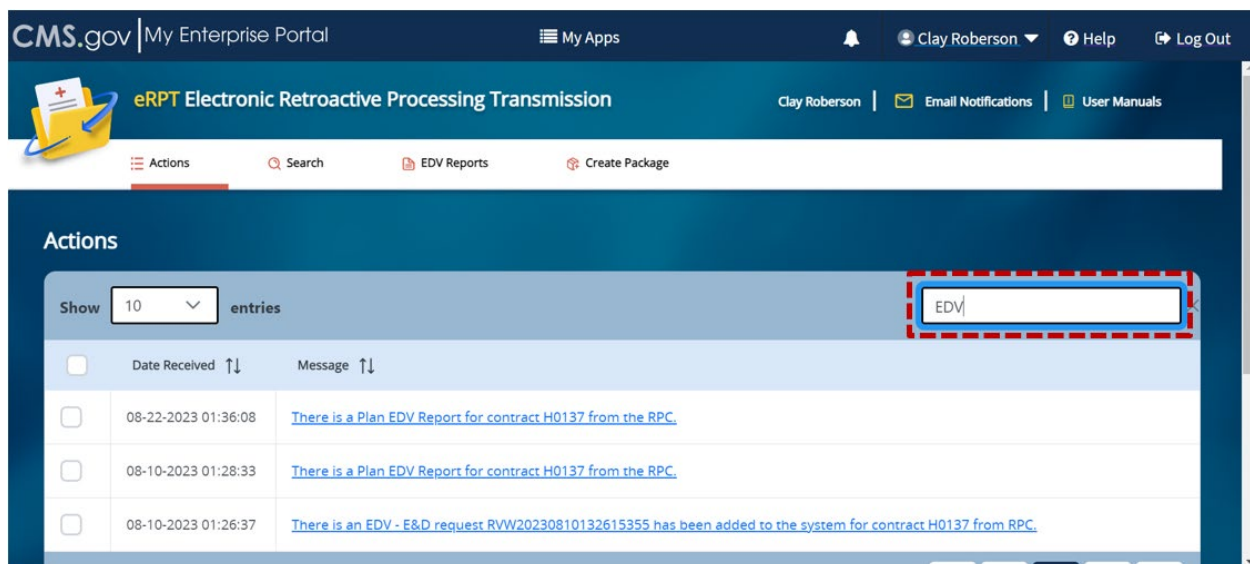 CMS.gov My Enterprise Portal My Apps Clay Roberson Help Log Out
eRPT Electronic Retroactive Processing Transmission Clay Roberson Email Notifications User Manuals
Actions Search EDV Reports Create Package
Actions
Show 10 entries EDV
Date Received Message
08-22-2023 01:36:08 There is a Plan EDV Report for contract H0137 from the RPC.
08-10-2023 01:28:33 There is a Plan EDV Report for contract H0137 from the RPC.
08-10-2023 01:26:37 There is an EDV - E&D request RVW20230810132615355 has been added to the system for contract H0137 from RPC.